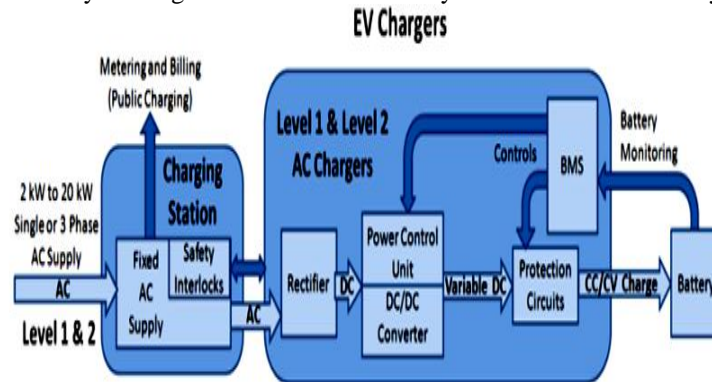 EV Chargers
Metering and Billing
(Public Charging)
2 kW to 20 kW
Single or 3 Phase
AC Supply
AC
Level 1 & 2
Charging
Station
Fixed
AC
Supply
Safety
Interlocks
AC
Level 1 & Level 2
AC Chargers
Rectifier
DC
Power Control
Unit
DC/DC
Converter
Variable DC
Controls
BMS
Protection
Circuits
Battery
Monitoring
CC/CV Charge
Battery